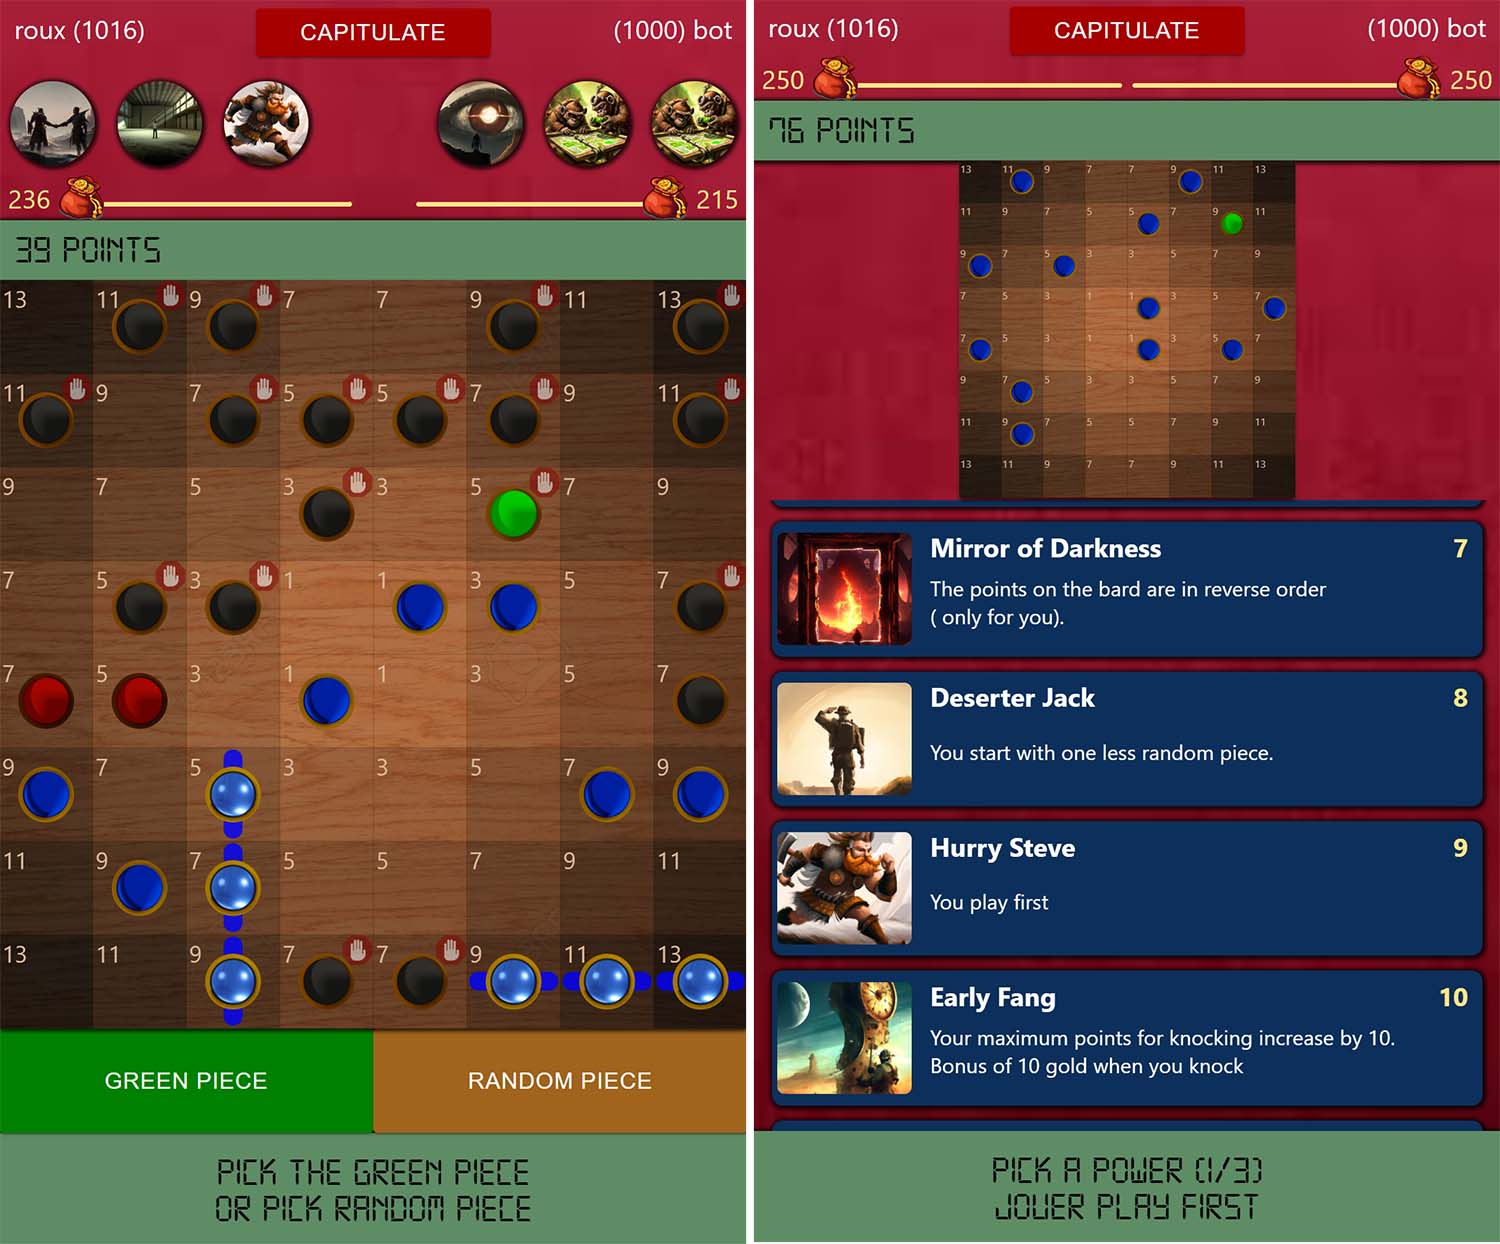 roux (1016)
CAPITULATE
(1000) bot
236
215
39 POINTS
13 11 9 7 7 9 11 13
11 9 7 5 5 7 9 11
9 7 5 3 3 5 7 9
7 5 3 1 1 3 5 7
7 5 3 1 1 3 5 7
9 7 5 3 3 5 7 9
11 9 7 5 5 7 9 11
13 11 9 7 7 9 11 13
GREEN PIECE
RANDOM PIECE
PICK THE GREEN PIECE
OR PICK RANDOM PIECE
roux (1016)
CAPITULATE
(1000) bot
250
250
76 POINTS
13 11 9 7 7 9 11 13
11 9 7 5 5 7 9 11
9 7 5 3 3 5 7 9
7 5 3 1 1 3 5 7
7 5 3 1 1 3 5 7
9 7 5 3 3 5 7 9
11 9 7 5 5 7 9 11
13 11 9 7 7 9 11 13
Mirror of Darkness 7
The points on the bard are in reverse order
( only for you).
Deserter Jack 8
You start with one less random piece.
Hurry Steve 9
You play first
Early Fang 10
Your maximum points for knocking increase by 10.
Bonus of 10 gold when you knock
PICK A POWER (1/3)
JOUER PLAY FIRST